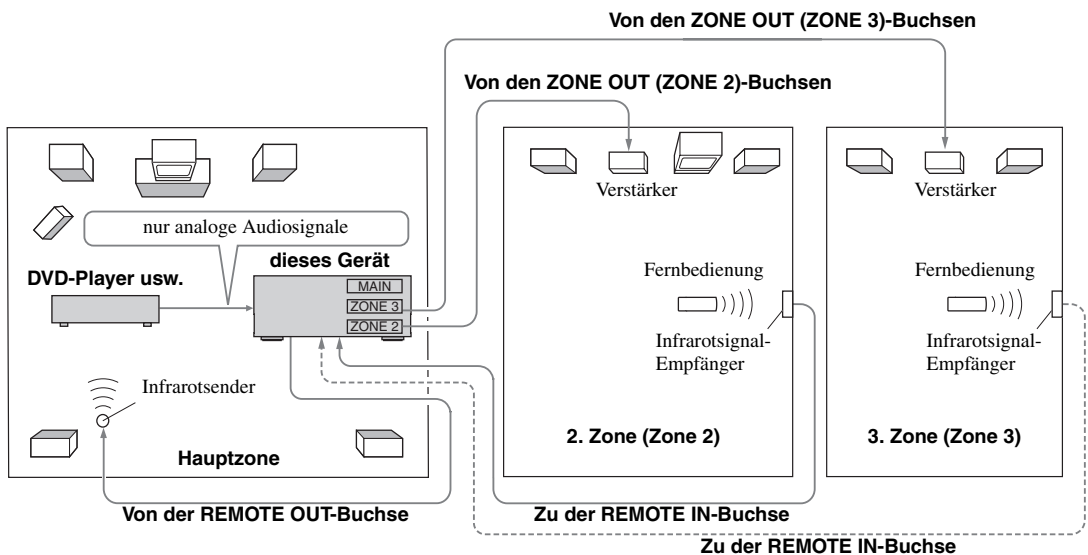 Von den ZONE OUT (ZONE 3)-Buchsen
Von den ZONE OUT (ZONE 2)-Buchsen
nur analoge Audiosignale
DVD-Player usw.
dieses Gerät
MAIN
ZONE 3
ZONE 2
Infrarotsender
Hauptzone
Von der REMOTE OUT-Buchse
Verstärker
Fernbedienung
Infrarotsignal-
Empfänger
2. Zone (Zone 2)
Zu der REMOTE IN-Buchse
Verstärker
Fernbedienung
Infrarotsignal-
Empfänger
3. Zone (Zone 3)
Zu der REMOTE IN-Buchse